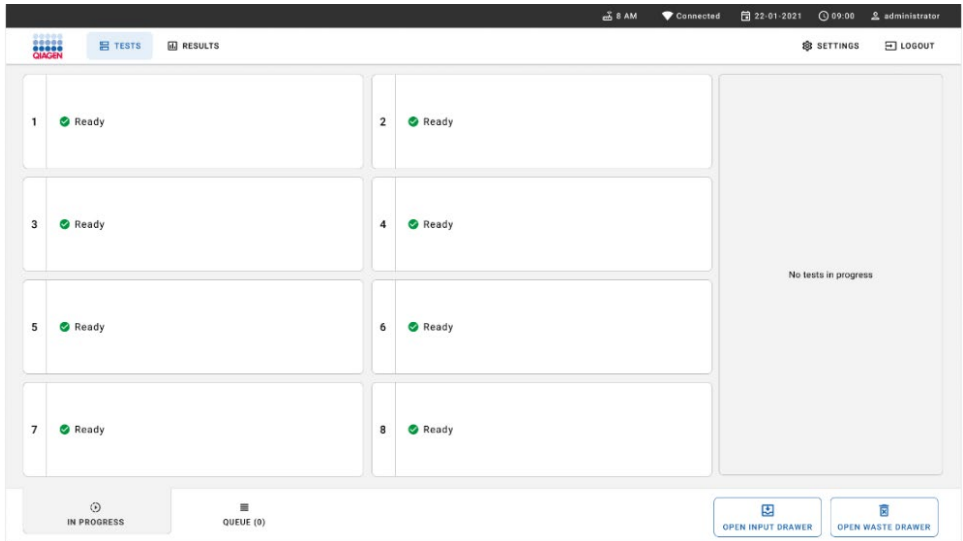 8 AM Connected 22-01-2021 09:00 administrator
QIAGEN TESTS RESULTS SETTINGS LOGOUT
1 Ready 2 Ready
3 Ready 4 Ready
No tests in progress
5 Ready 6 Ready
7 Ready 8 Ready
IN PROGRESS QUEUE (0) OPEN INPUT DRAWER OPEN WASTE DRAWER